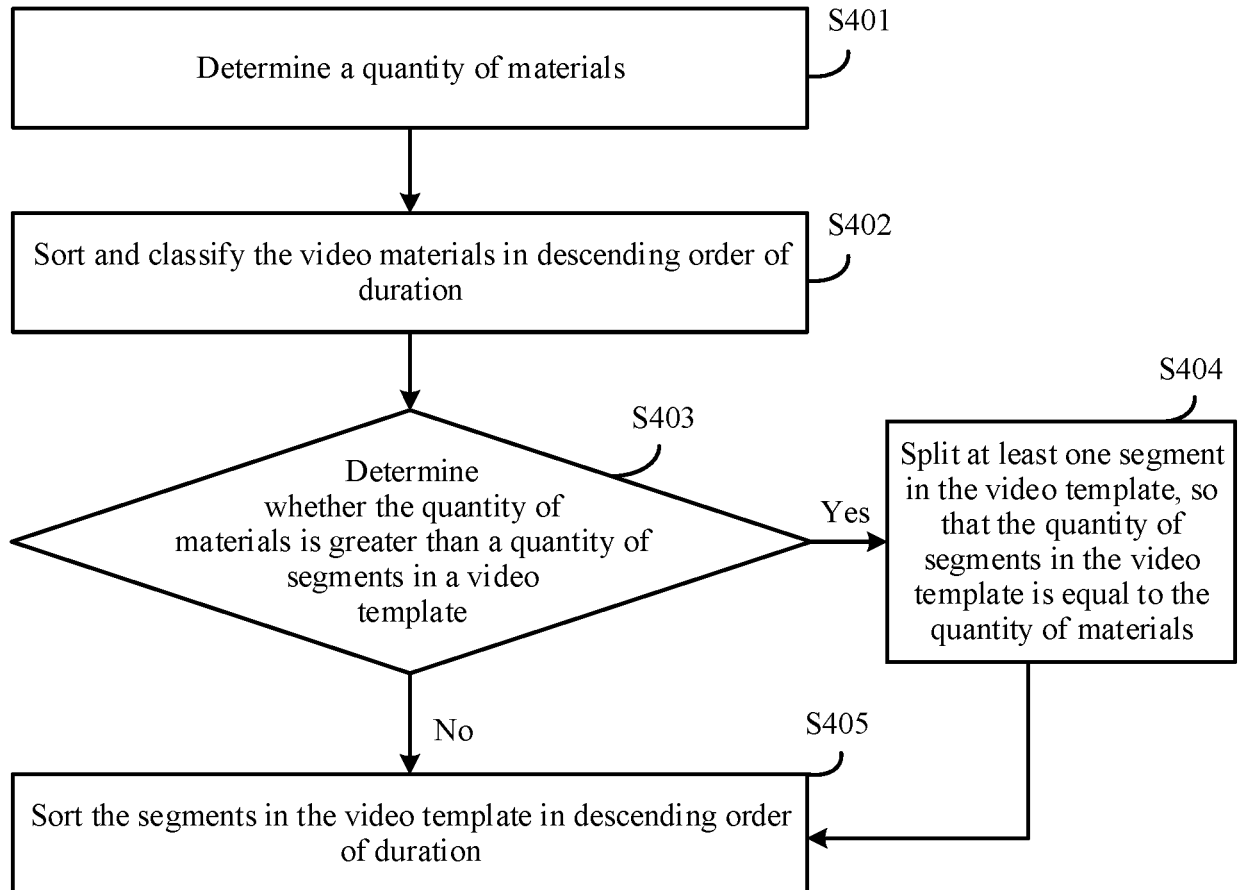 S401
Determine a quantity of materials
S402
Sort and classify the video materials in descending order of
duration
S403
Determine
whether the quantity of
materials is greater than a quantity of
segments in a video
template
Yes
S404
Split at least one segment
in the video template, so
that the quantity of
segments in the video
template is equal to the
quantity of materials
No
S405
Sort the segments in the video template in descending order
of duration